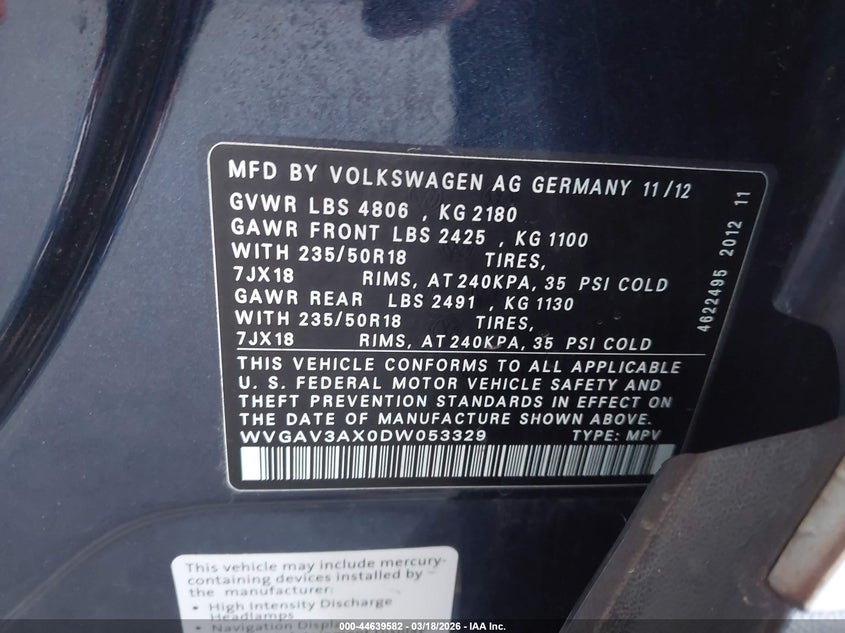 MFD BY VOLKSWAGEN AG GERMANY 11/12
GVWR LBS 4806 , KG 2180
GAWR FRONT LBS 2425 , KG 1100
WITH 235/50R18 TIRES,
7JX18 RIMS, AT 240KPA, 35 PSI COLD
GAWR REAR LBS 2491 , KG 1130
WITH 235/50R18 TIRES,
7JX18 RIMS, AT 240KPA, 35 PSI COLD
THIS VEHICLE CONFORMS TO ALL APPLICABLE
U. S. FEDERAL MOTOR VEHICLE SAFETY AND
THEFT PREVENTION STANDARDS IN EFFECT ON
THE DATE OF MANUFACTURE SHOWN ABOVE.
WVGAV3AX0DW053329 TYPE: MPV
4622495 2012 11
This vehicle may include mercury-
containing devices installed by
the manufacturer:
• High Intensity Discharge
Headlamps
• Navigation Displ
000-44639582 — 03/18/2026 — IAA Inc.